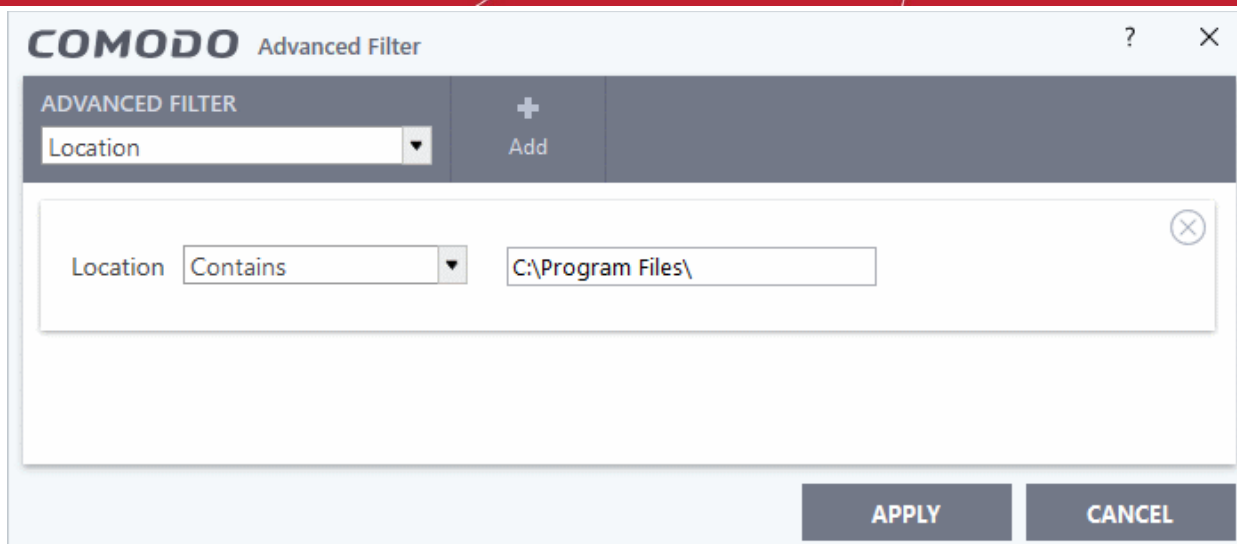 COMODO Advanced Filter ?
ADVANCED FILTER
Location
Add
Location Contains C:\Program Files\
APPLY CANCEL